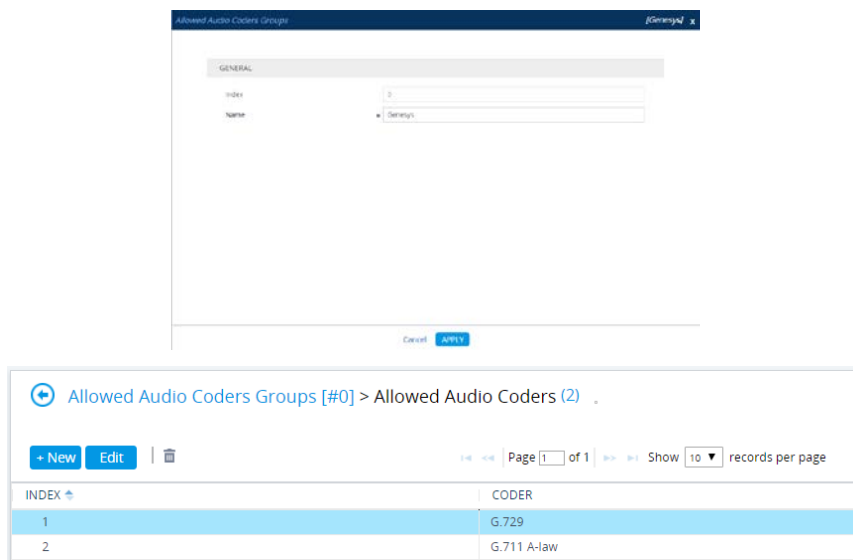 Allowed Audio Coders Groups [Genesys] x
GENERAL
Index 0
Name Genesys
Cancel APPLY
Allowed Audio Coders Groups [#0] > Allowed Audio Coders (2)
+ New Edit Page 1 of 1 Show 10 records per page
INDEX CODER
1 G.729
2 G.711 A-law